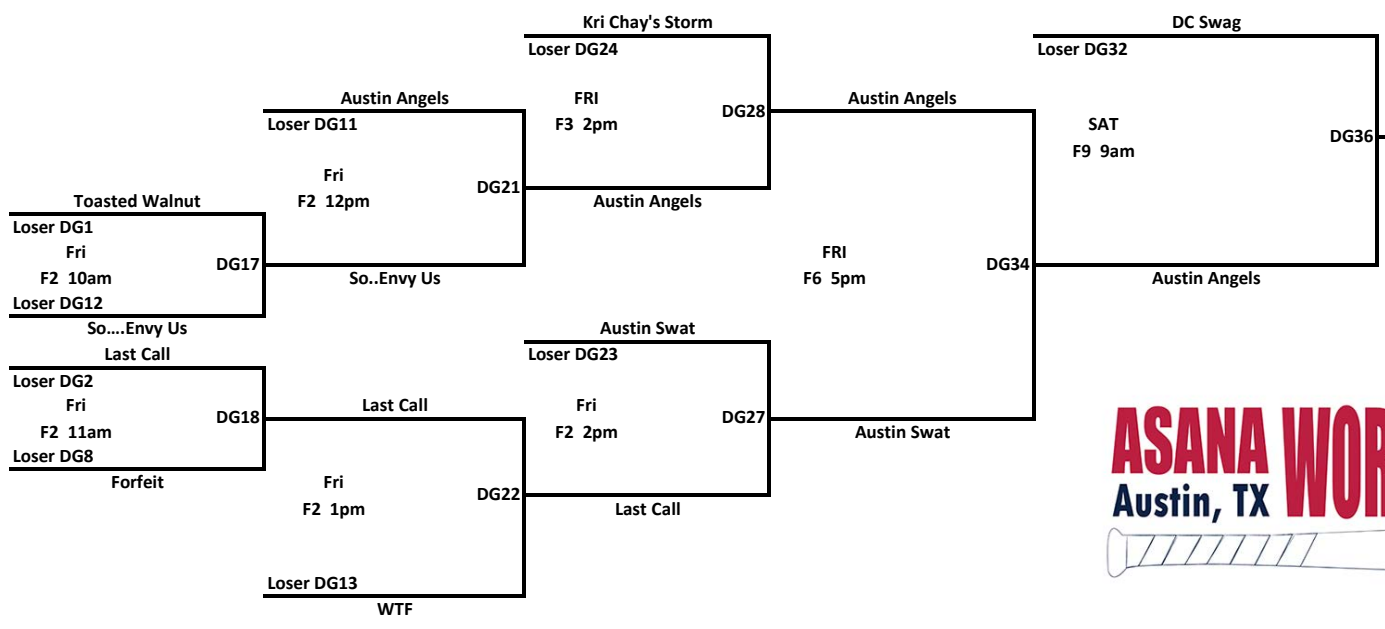 Kri Chay's Storm
DC Swag
Loser DG24
Loser DG32
Austin Angels
FRI
DG28
Austin Angels
Loser DG11
F3 2pm
SAT
DG36
F9 9am
Fri
DG21
Toasted Walnut
F2 12pm
Austin Angels
Loser DG1
Fri
DG17
FRI
DG34
F2 10am
So..Envy Us
F6 5pm
Austin Angels
Loser DG12
So....Envy Us
Austin Swat
Last Call
Loser DG23
Loser DG2
Fri
DG18
Last Call
Fri
DG27
F2 11am
F2 2pm
Austin Swat
Loser DG8
Forfeit
Fri
DG22
F2 1pm
Last Call
Loser DG13
WTF
ASANA WOR
Austin, TX